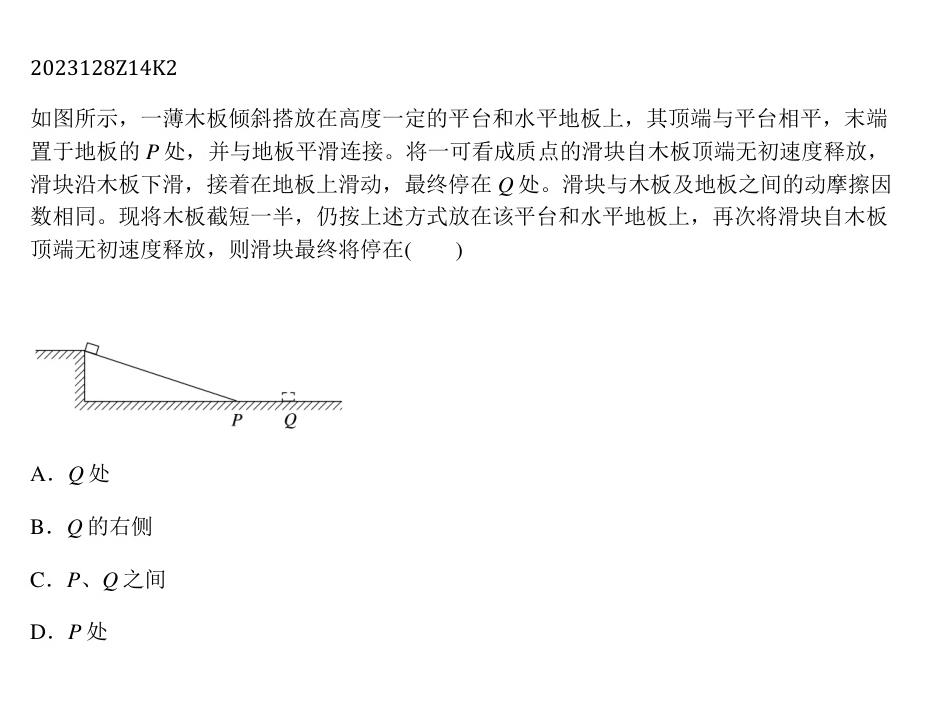 2023128Z14K2
如图所示，一薄木板倾斜搭放在高度一定的平台和水平地板上，其顶端与平台相平，末端
置于地板的 P 处，并与地板平滑连接。将一可看成质点的滑块自木板顶端无初速度释放，
滑块沿木板下滑，接着在地板上滑动，最终停在 Q 处。滑块与木板及地板之间的动摩擦因
数相同。现将木板截短一半，仍按上述方式放在该平台和水平地板上，再次将滑块自木板
顶端无初速度释放，则滑块最终将停在(　　)
P Q
A．Q 处
B．Q 的右侧
C．P、Q 之间
D．P 处